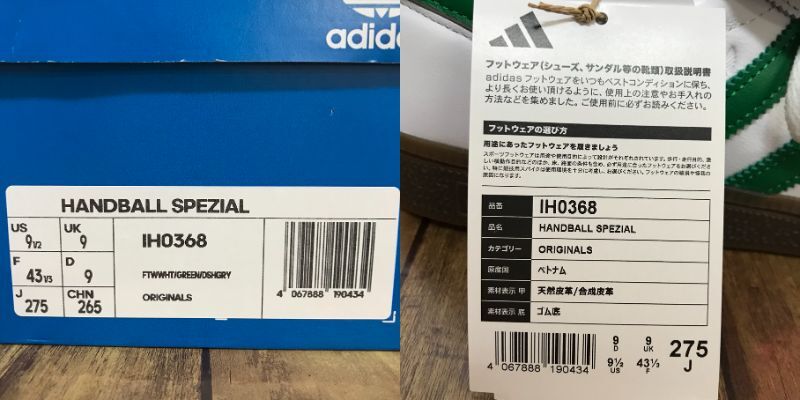 adidas
HANDBALL SPEZIAL
US 9 1/2 UK 9
F 43 1/3 D 9
J 275 CHN 265
IH0368
FTWWHT/GREEN/DSHGRY
ORIGINALS
4 067888 190434
フットウェア(シューズ、サンダル等の靴類)取扱説明書
adidas フットウェアをいつもベストコンディションに保ち、
より長くお使い頂けるように、使用上の注意やお手入れの
方法などを集めました。ご使用前に必ずお読みください。
フットウェアの選び方
用途にあったフットウェアを履きましょう
品番 IH0368
品名 HANDBALL SPEZIAL
カテゴリー ORIGINALS
原産国 ベトナム
素材表示 甲 天然皮革/合成皮革
素材表示 底 ゴム底
4 067888 190434
9 D 9 UK
9½ US 43⅓ F
275 J